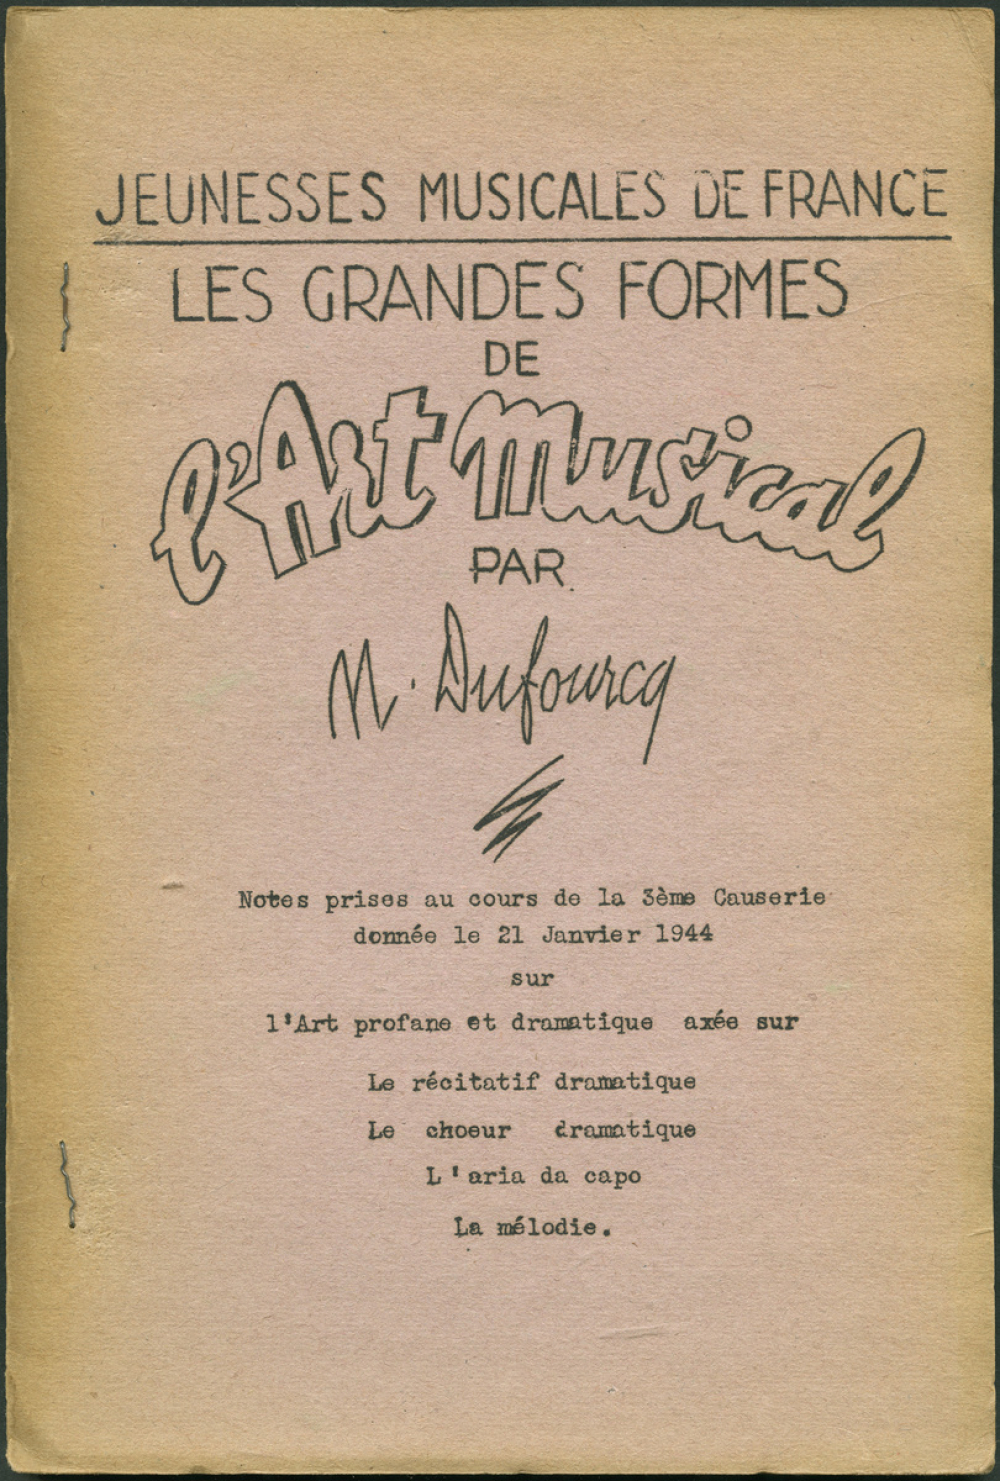 JEUNESSES MUSICALES DE FRANCE
LES GRANDES FORMES
DE
l'Art Musical
PAR
N. Dufourcq
Notes prises au cours de la 3ème Causerie
donnée le 21 Janvier 1944
sur
l'Art profane et dramatique axée sur
Le récitatif dramatique
Le choeur dramatique
L'aria da capo
La mélodie.